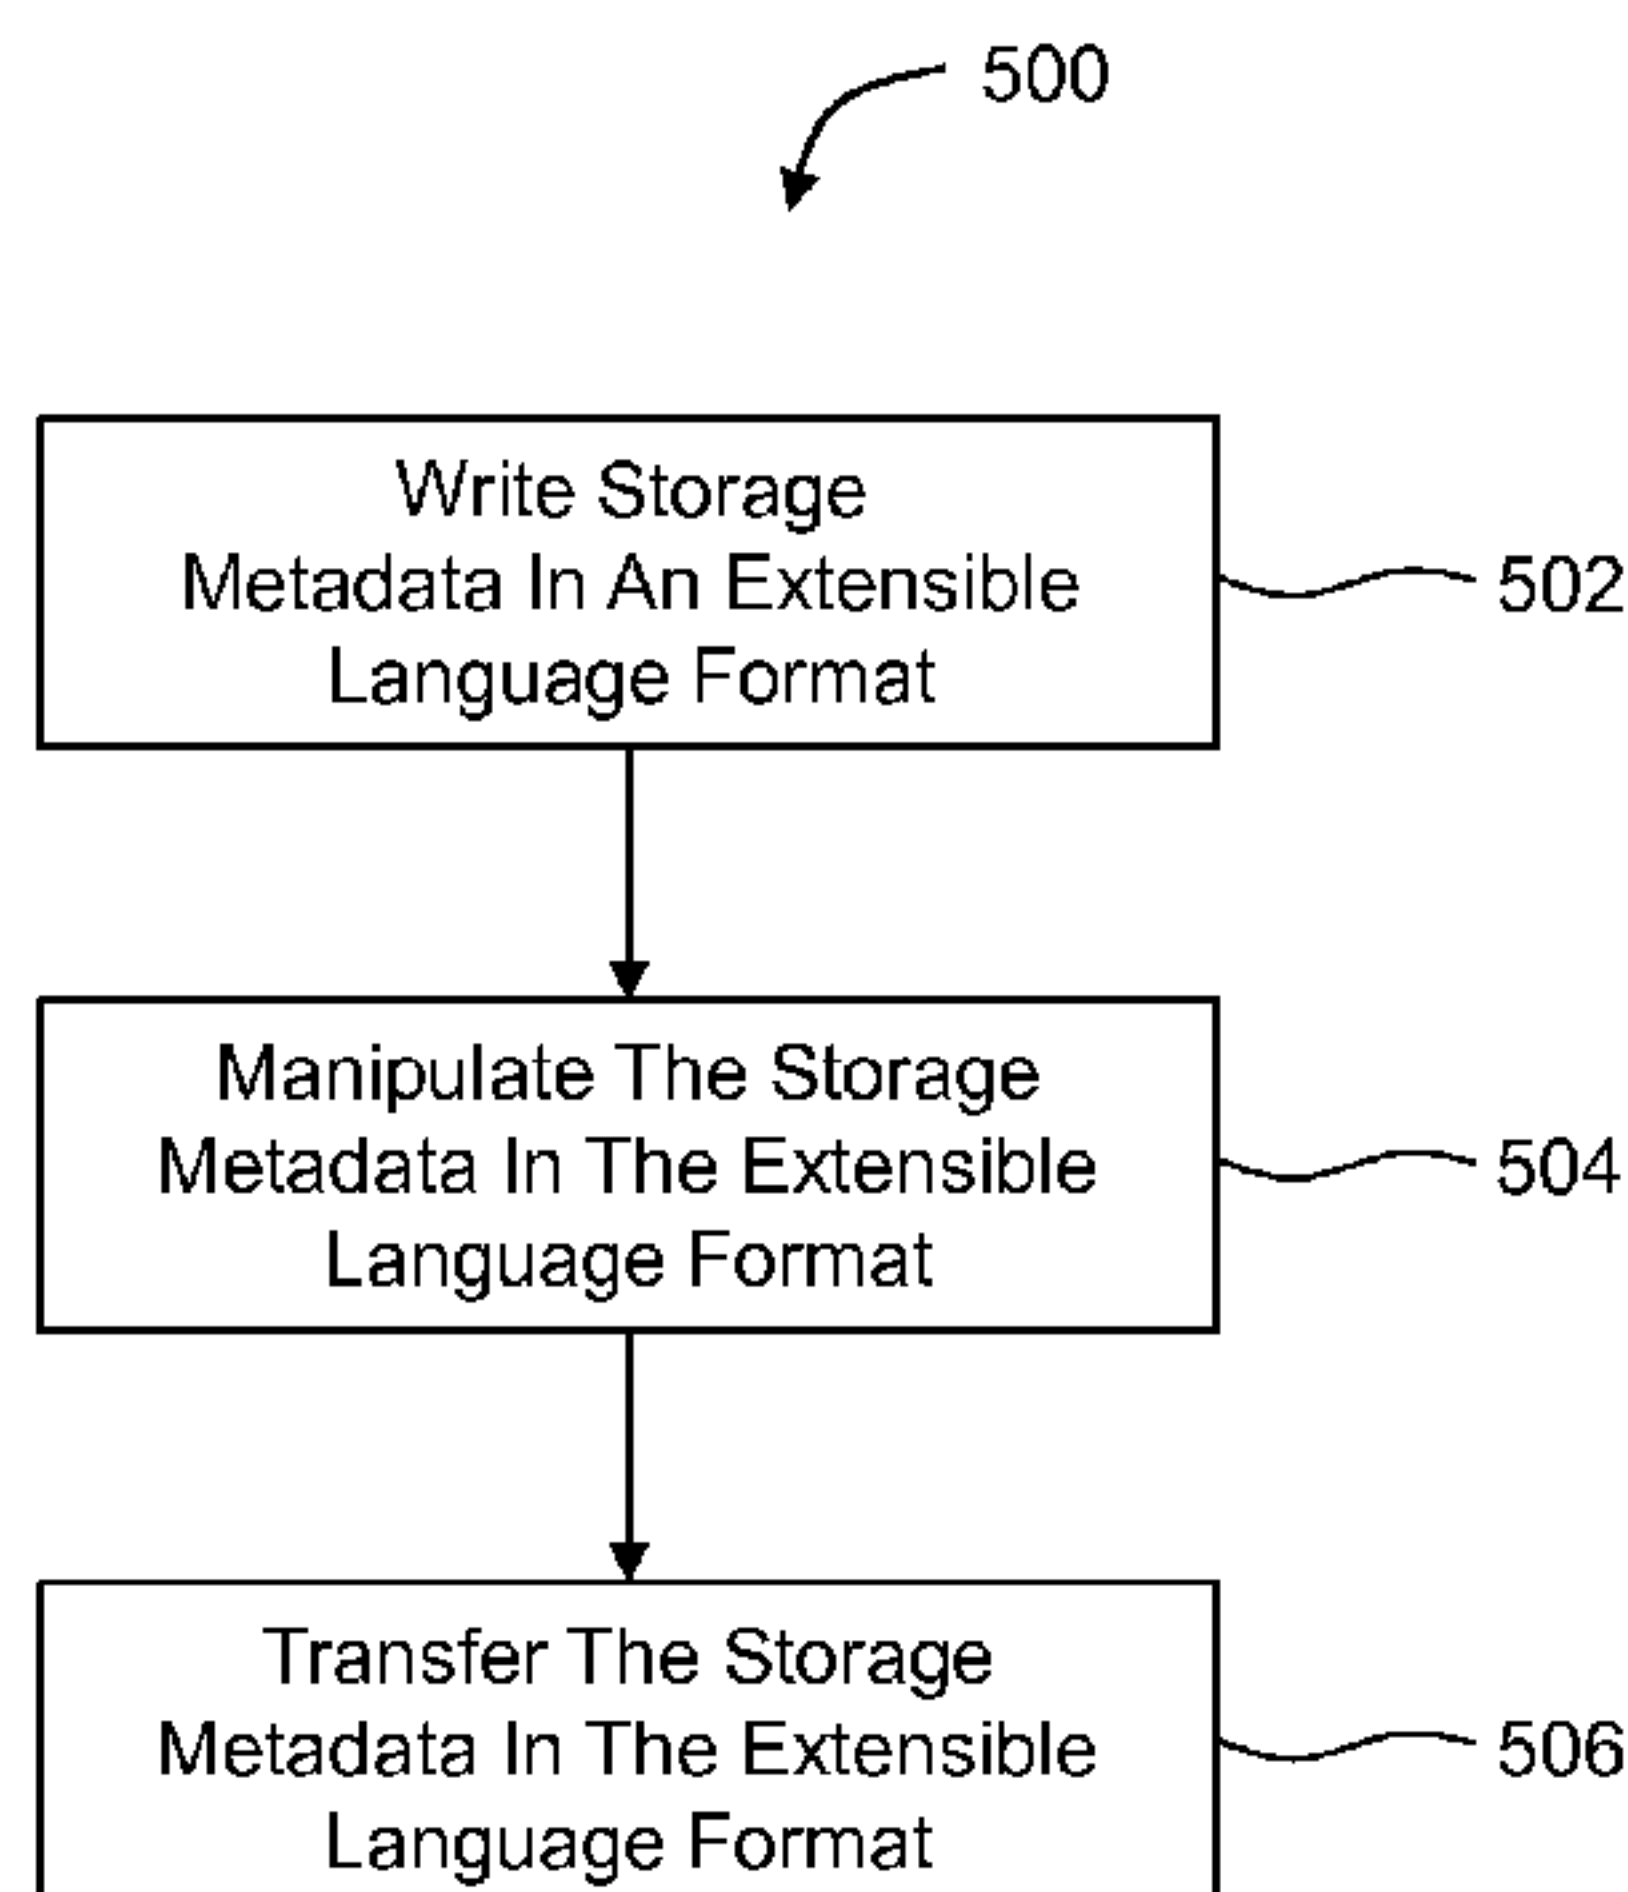 500
Write Storage
Metadata In An Extensible
Language Format
502
Manipulate The Storage
Metadata In The Extensible
Language Format
504
Transfer The Storage
Metadata In The Extensible
Language Format
506